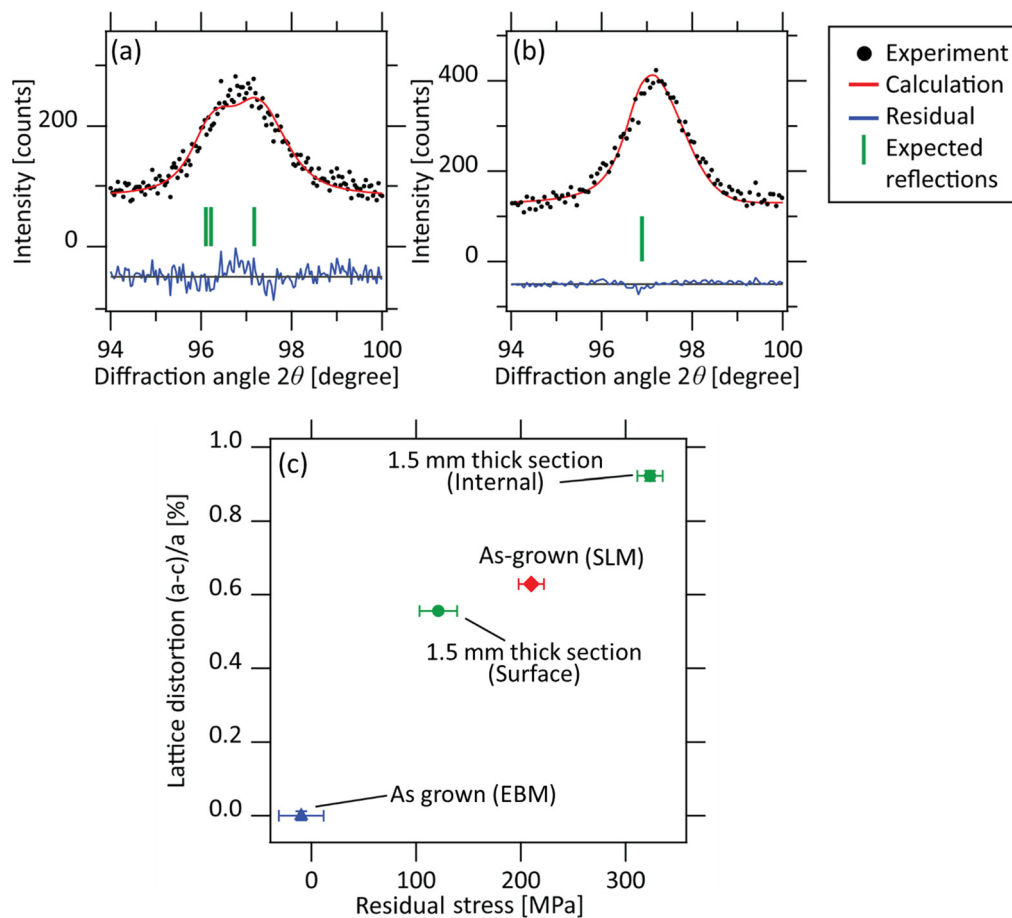 (a)
Intensity [counts]
200
0
94 96 98 100
Diffraction angle 2θ [degree]
(b)
Intensity [counts]
400
200
0
94 96 98 100
Diffraction angle 2θ [degree]
Experiment
Calculation
Residual
Expected
reflections
(c)
Lattice distortion (a-c)/a [%]
1.0
0.8
0.6
0.4
0.2
0.0
1.5 mm thick section
(Internal)
As-grown (SLM)
1.5 mm thick section
(Surface)
As grown (EBM)
0 100 200 300
Residual stress [MPa]